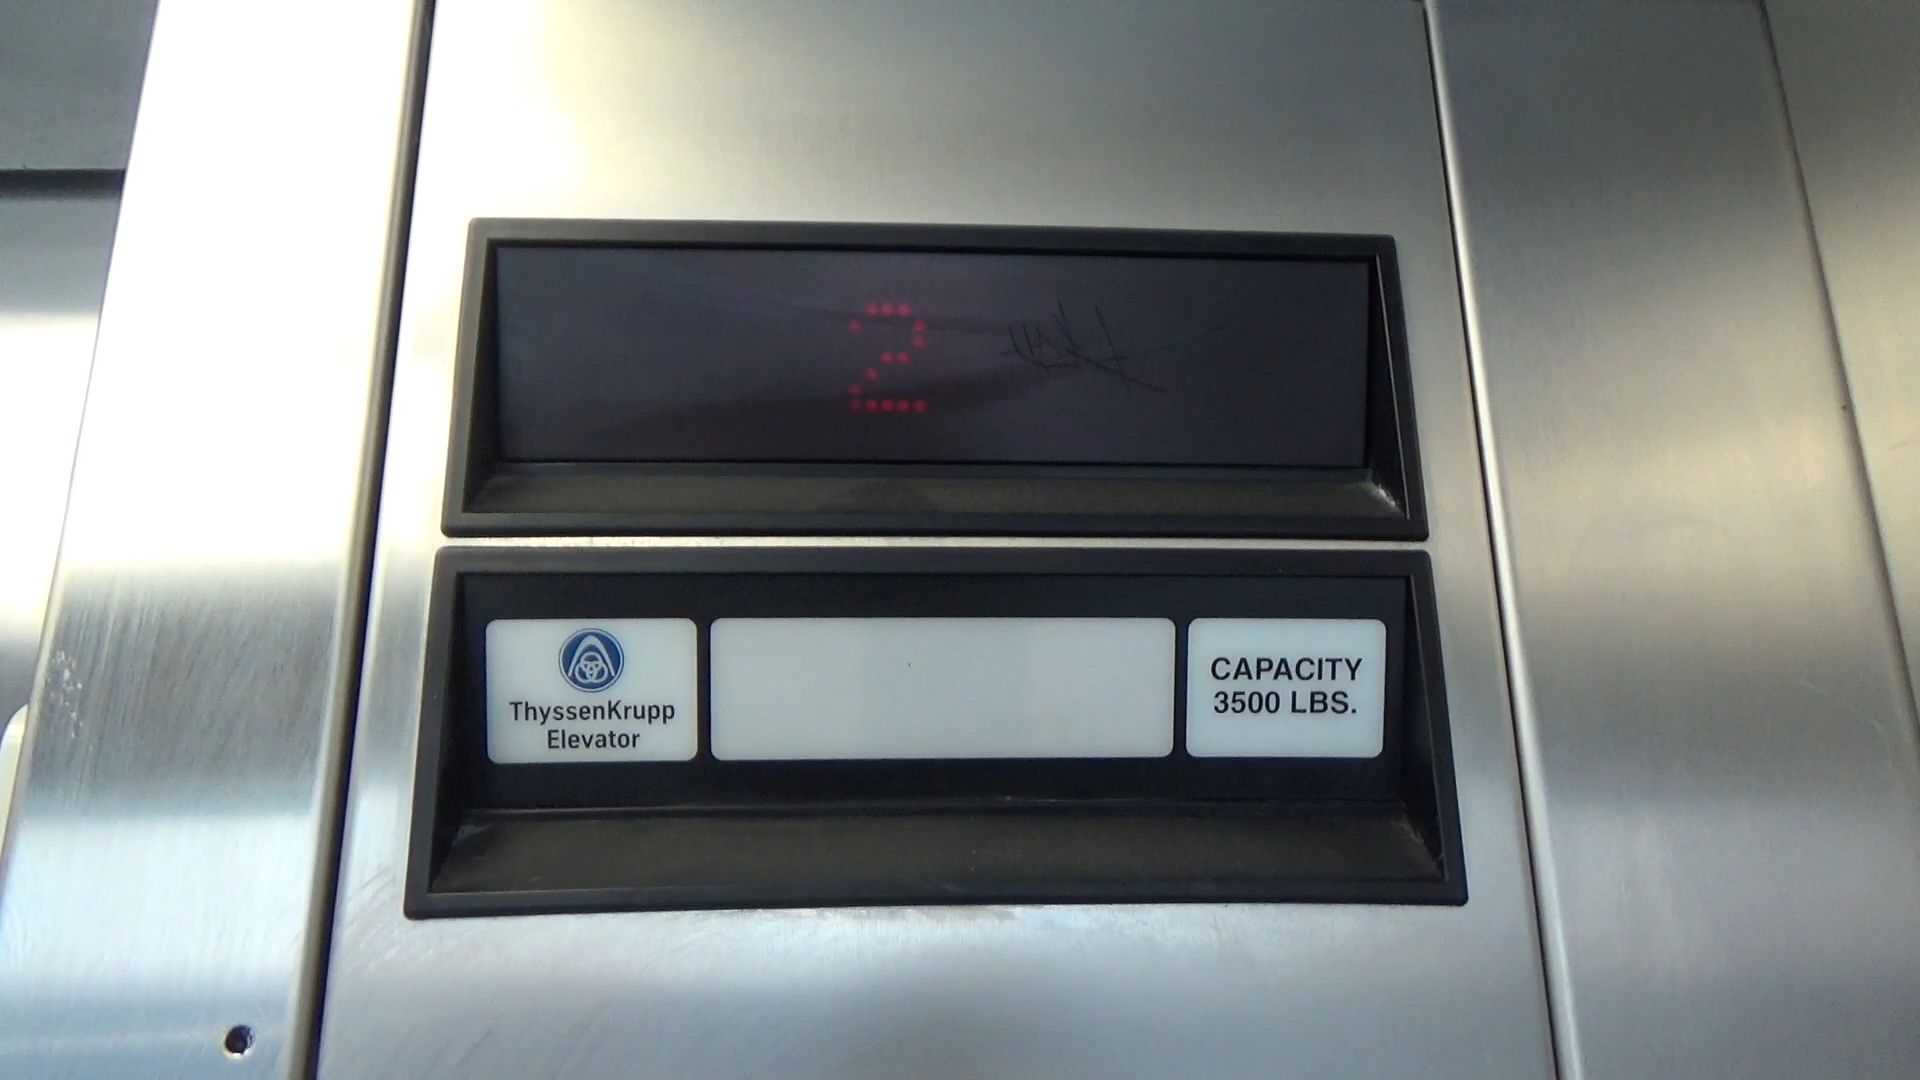 2
ThyssenKrupp
Elevator
CAPACITY
3500 LBS.